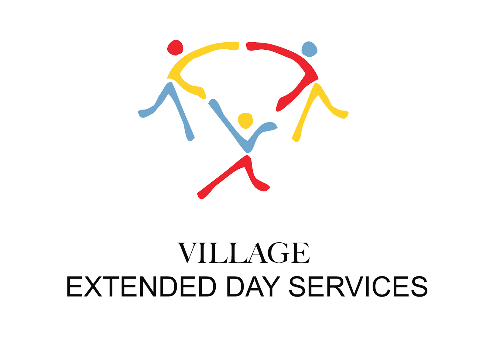 VILLAGE
EXTENDED DAY SERVICES